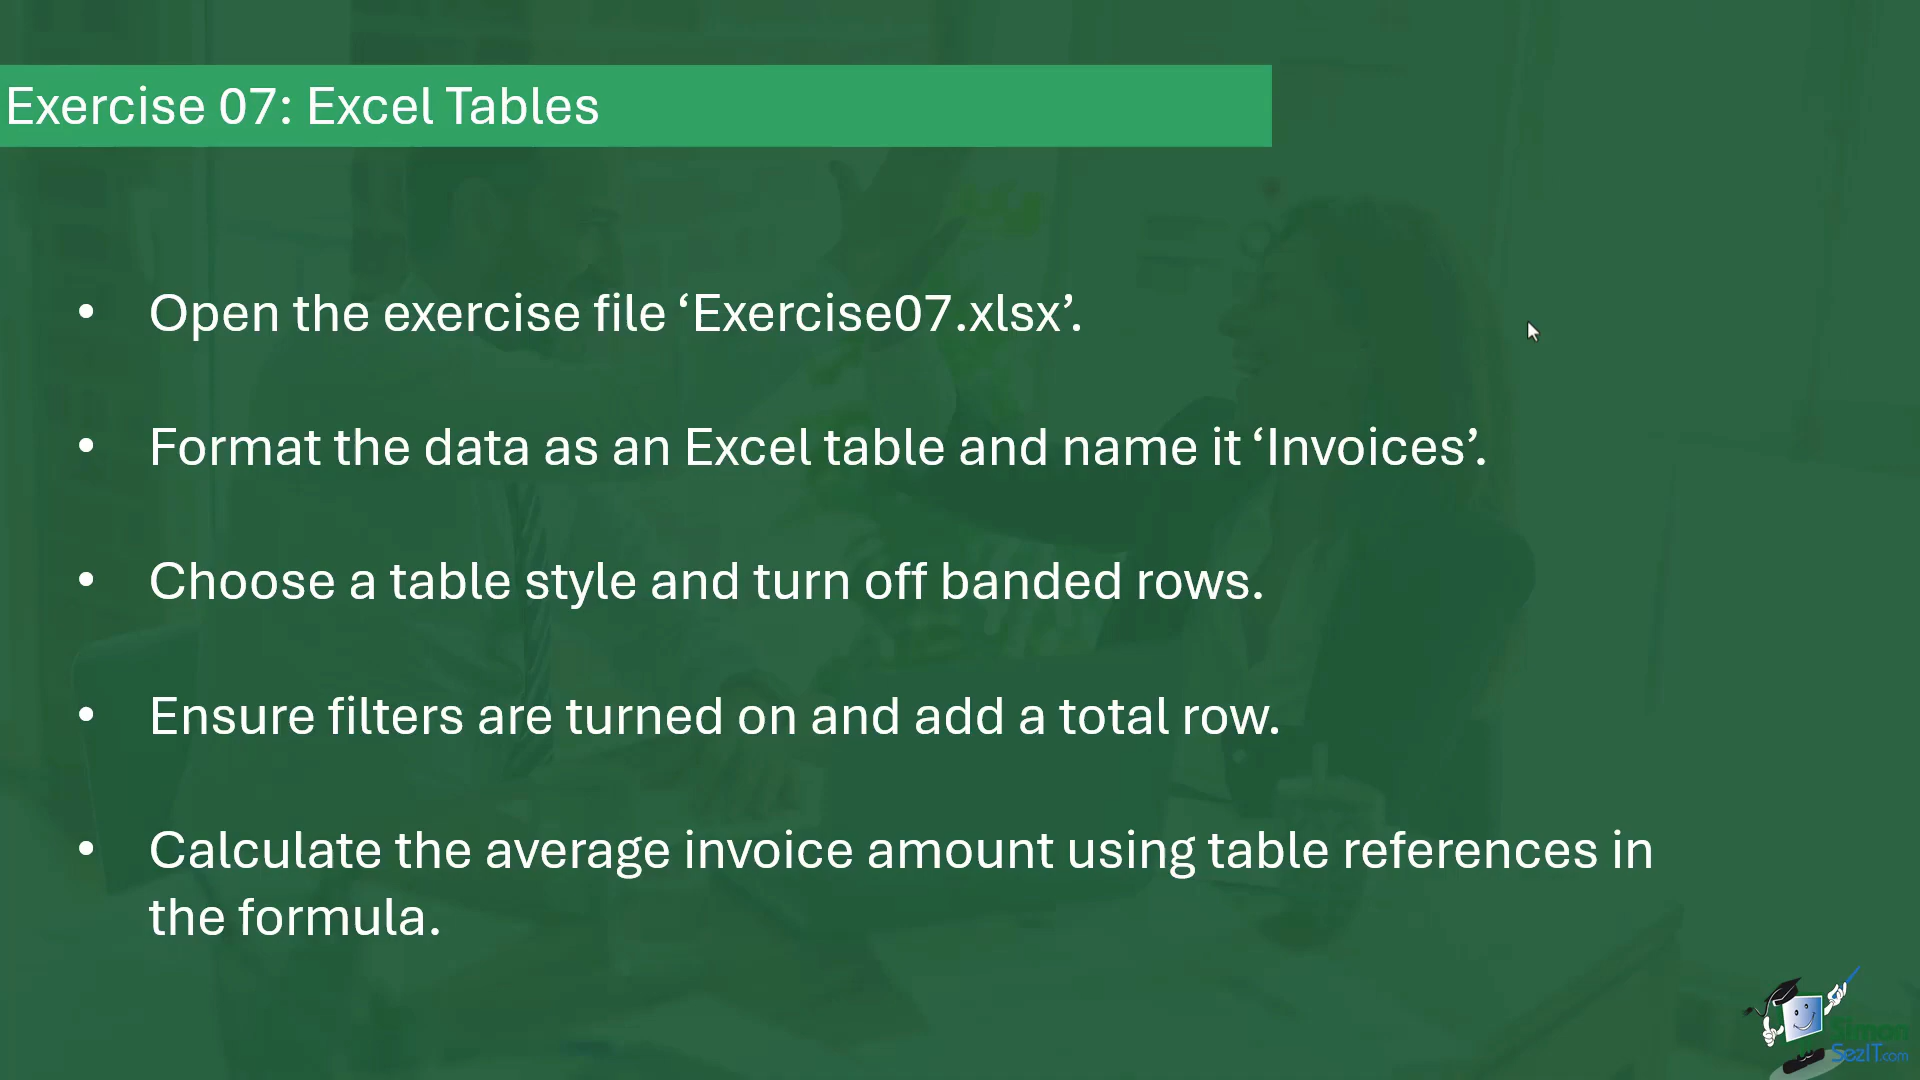 Exercise 07: Excel Tables
• Open the exercise file ‘Exercise07.xlsx’.
• Format the data as an Excel table and name it ‘Invoices’.
• Choose a table style and turn off banded rows.
• Ensure filters are turned on and add a total row.
• Calculate the average invoice amount using table references in
the formula.
Simon
SezIT.com